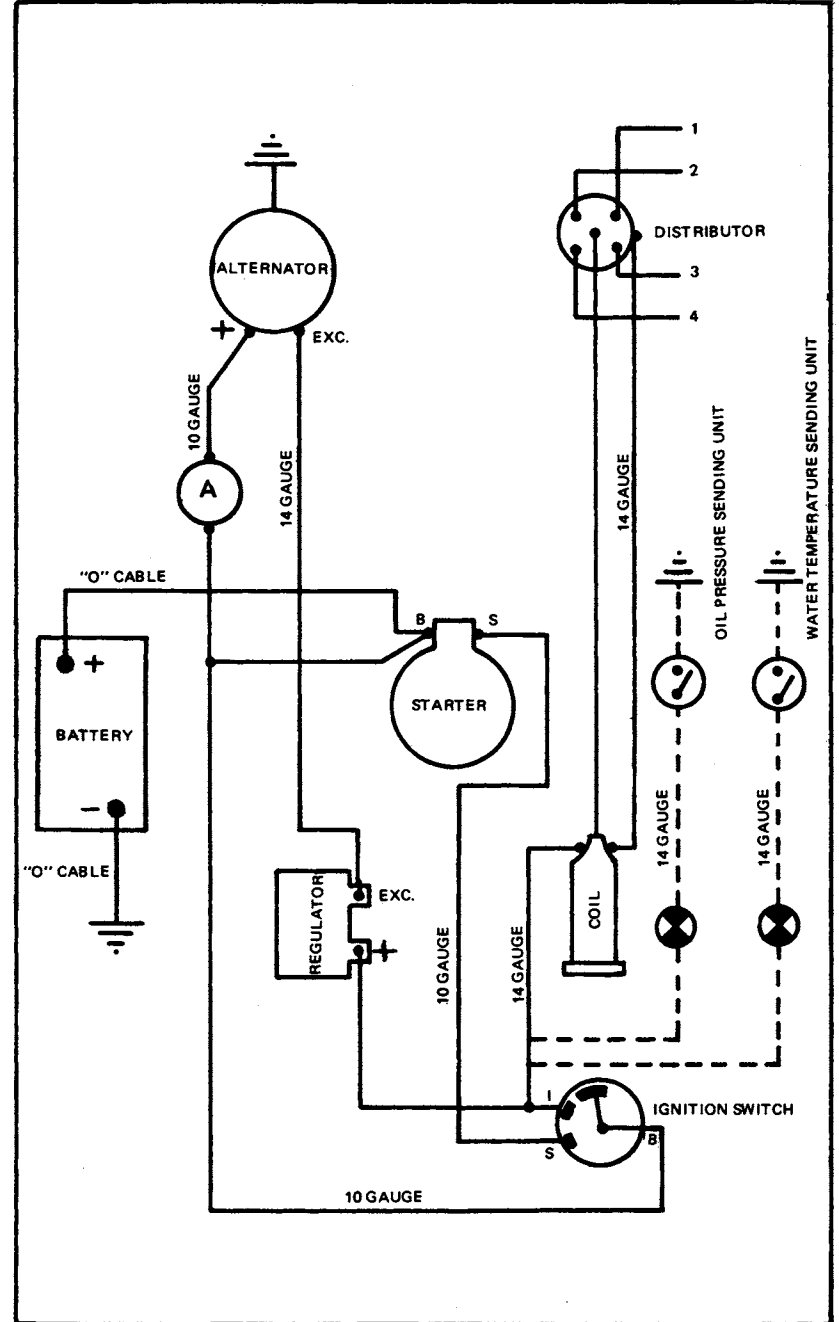 1
2
DISTRIBUTOR
3
4
ALTERNATOR
+
EXC.
10 GAUGE
A
14 GAUGE
14 GAUGE
OIL PRESSURE SENDING UNIT
WATER TEMPERATURE SENDING UNIT
"O" CABLE
B
S
+
BATTERY
−
STARTER
"O" CABLE
14 GAUGE
14 GAUGE
REGULATOR
EXC.
+
10 GAUGE
14 GAUGE
COIL
I
IGNITION SWITCH
B
S
10 GAUGE